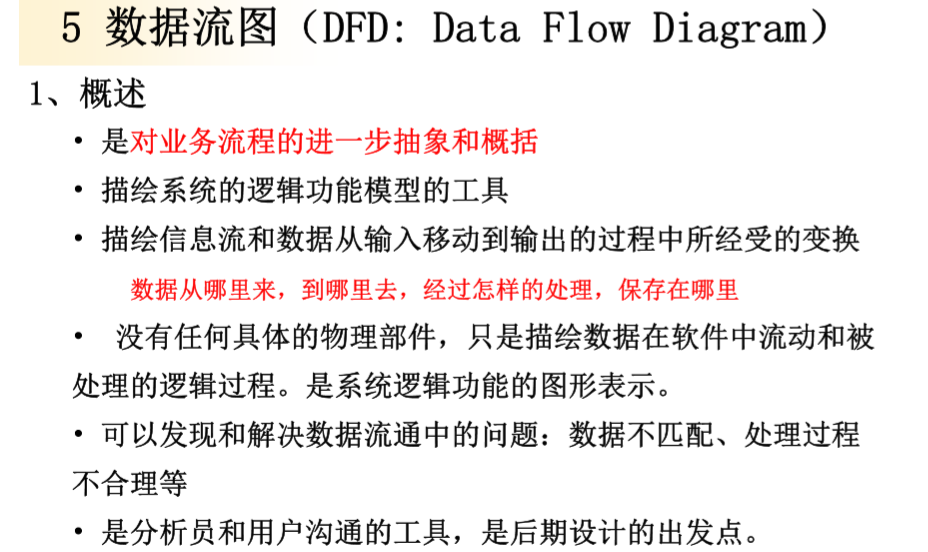 5 数据流图（DFD: Data Flow Diagram）
1、概述
• 是对业务流程的进一步抽象和概括
• 描绘系统的逻辑功能模型的工具
• 描绘信息流和数据从输入移动到输出的过程中所经受的变换
数据从哪里来，到哪里去，经过怎样的处理，保存在哪里
• 没有任何具体的物理部件，只是描绘数据在软件中流动和被
处理的逻辑过程。是系统逻辑功能的图形表示。
• 可以发现和解决数据流通中的问题：数据不匹配、处理过程
不合理等
• 是分析员和用户沟通的工具，是后期设计的出发点。